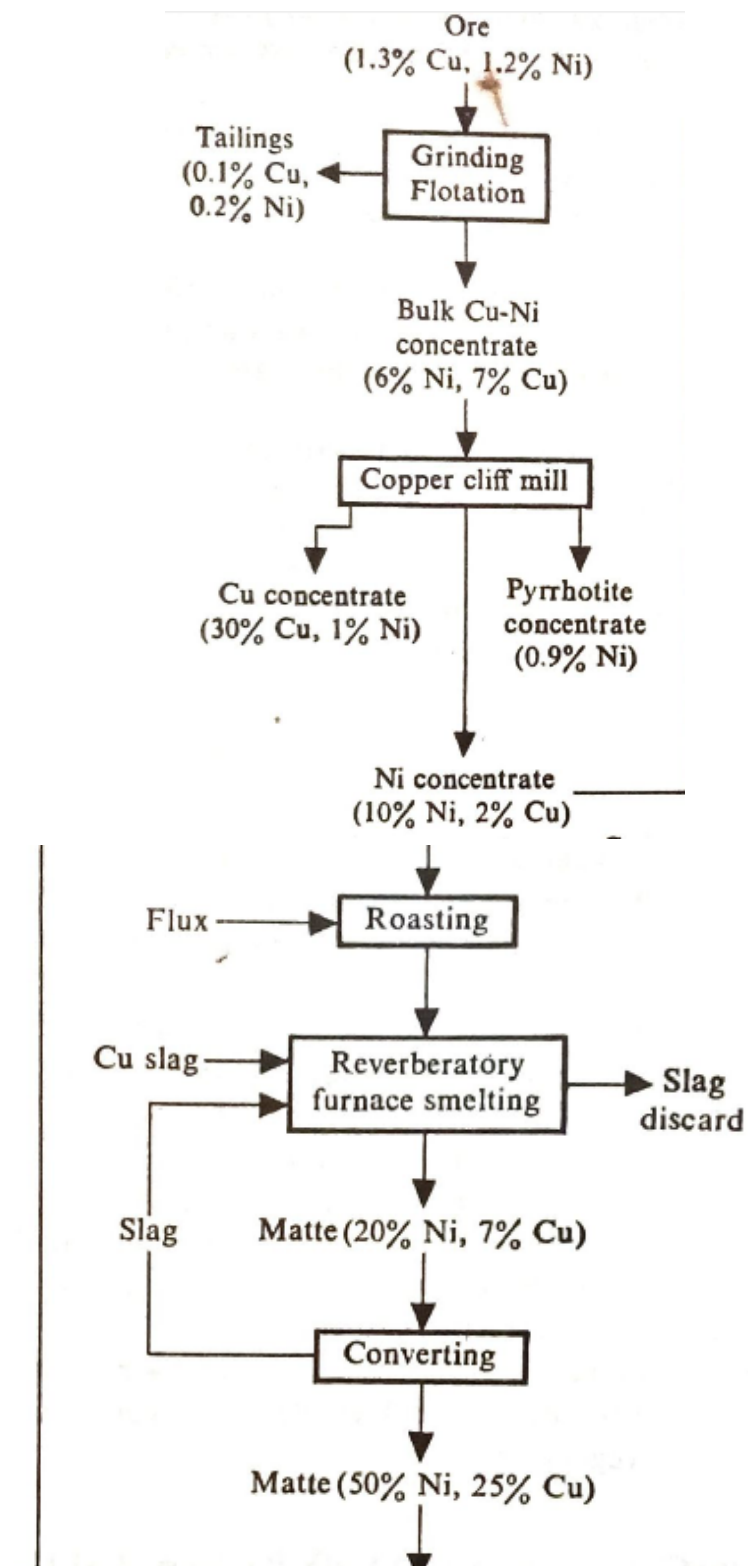 Ore
(1.3% Cu, 1.2% Ni)
Tailings
(0.1% Cu,
0.2% Ni)
Grinding
Flotation
Bulk Cu-Ni
concentrate
(6% Ni, 7% Cu)
Copper cliff mill
Cu concentrate
(30% Cu, 1% Ni)
Pyrrhotite
concentrate
(0.9% Ni)
Ni concentrate
(10% Ni, 2% Cu)
Flux
Roasting
Cu slag
Reverberatory
furnace smelting
Slag
discard
Slag
Matte (20% Ni, 7% Cu)
Converting
Matte (50% Ni, 25% Cu)